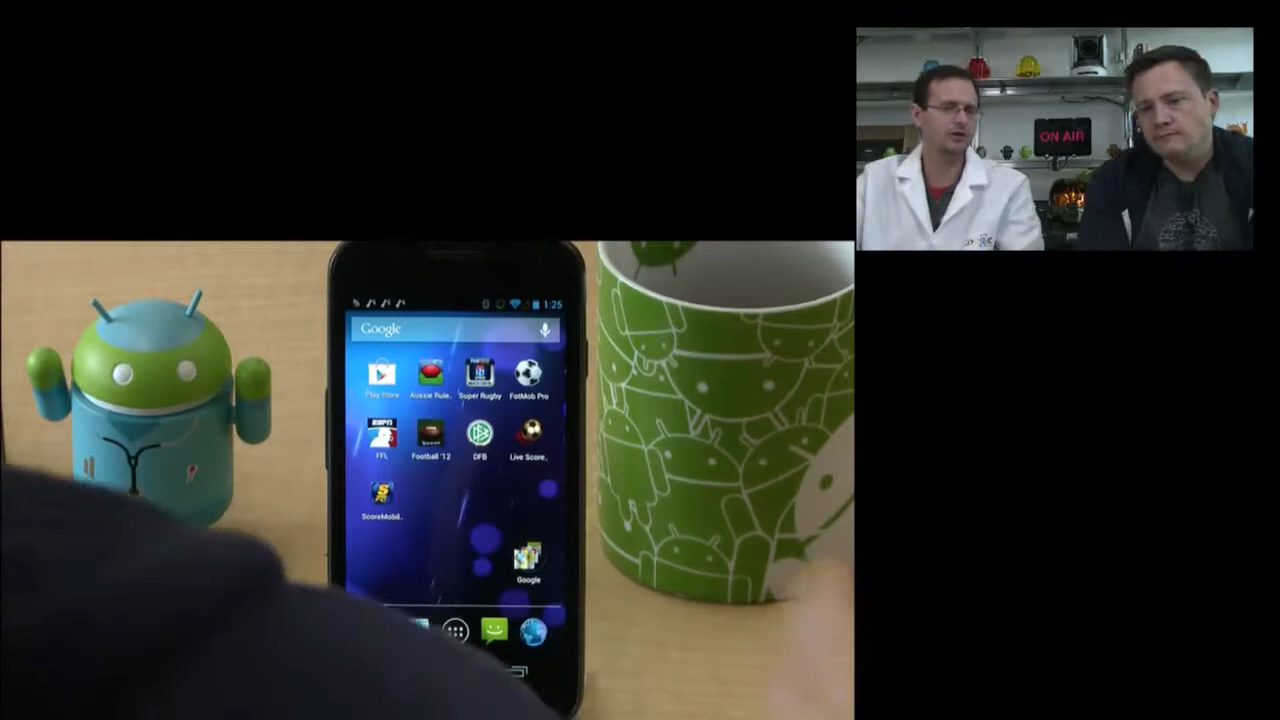 ON AIR
1:25
Google
Play Store
Aussie Rule..
Super Rugby
FotMob Pro
ESPN
FFL
Football '12
DFB
Live Score..
ScoreMobil..
Google